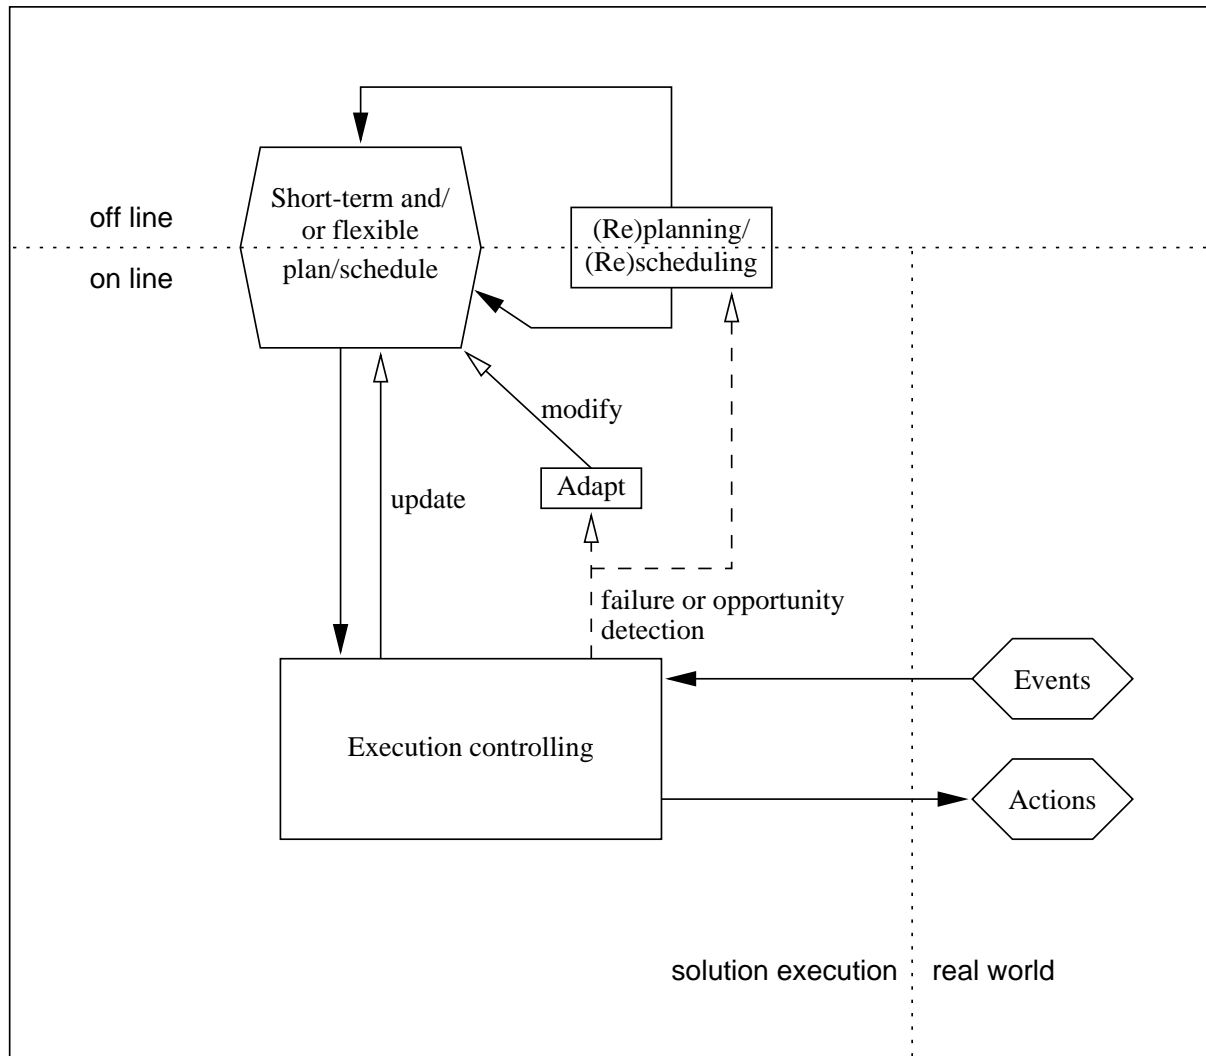 Short-term and/
or flexible
plan/schedule
off line
on line
(Re)planning/
(Re)scheduling
modify
Adapt
update
failure or opportunity
detection
Events
Execution controlling
Actions
solution execution
real world